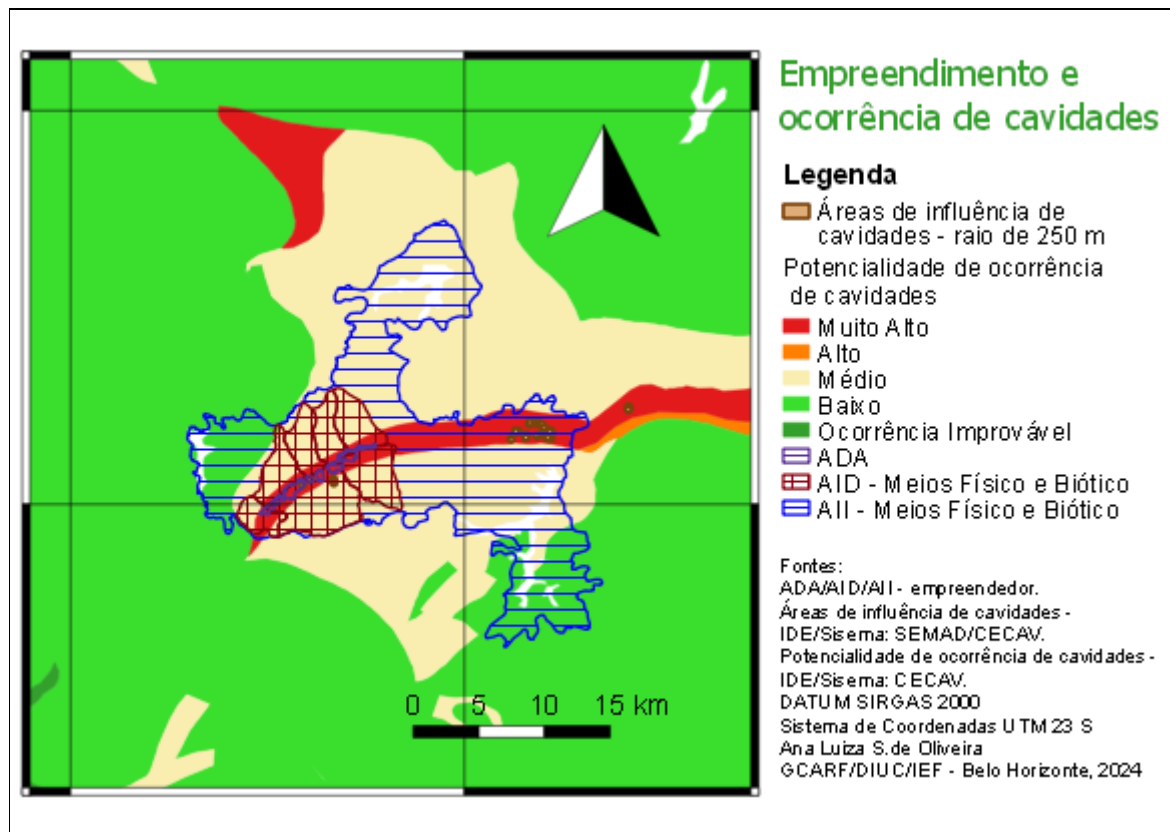 Empreendimento e
ocorrência de cavidades
Legenda
Áreas de influência de
cavidades - raio de 250 m
Potencialidade de ocorrência
de cavidades
Muito Alto
Alto
Médio
Baixo
Ocorrência Improvável
ADA
AID - Meios Físico e Biótico
AII - Meios Físico e Biótico
Fontes:
ADA/AID/AII - empreendedor.
Áreas de influência de cavidades -
IDE/Sisema: SEMAD/CECAV.
Potencialidade de ocorrência de cavidades -
IDE/Sisema: CECAV.
DATUM SIRGAS 2000
Sistema de Coordenadas UTM 23 S
Ana Luiza S.de Oliveira
GCARF/DIUC/IEF - Belo Horizonte, 2024
0 5 10 15 km